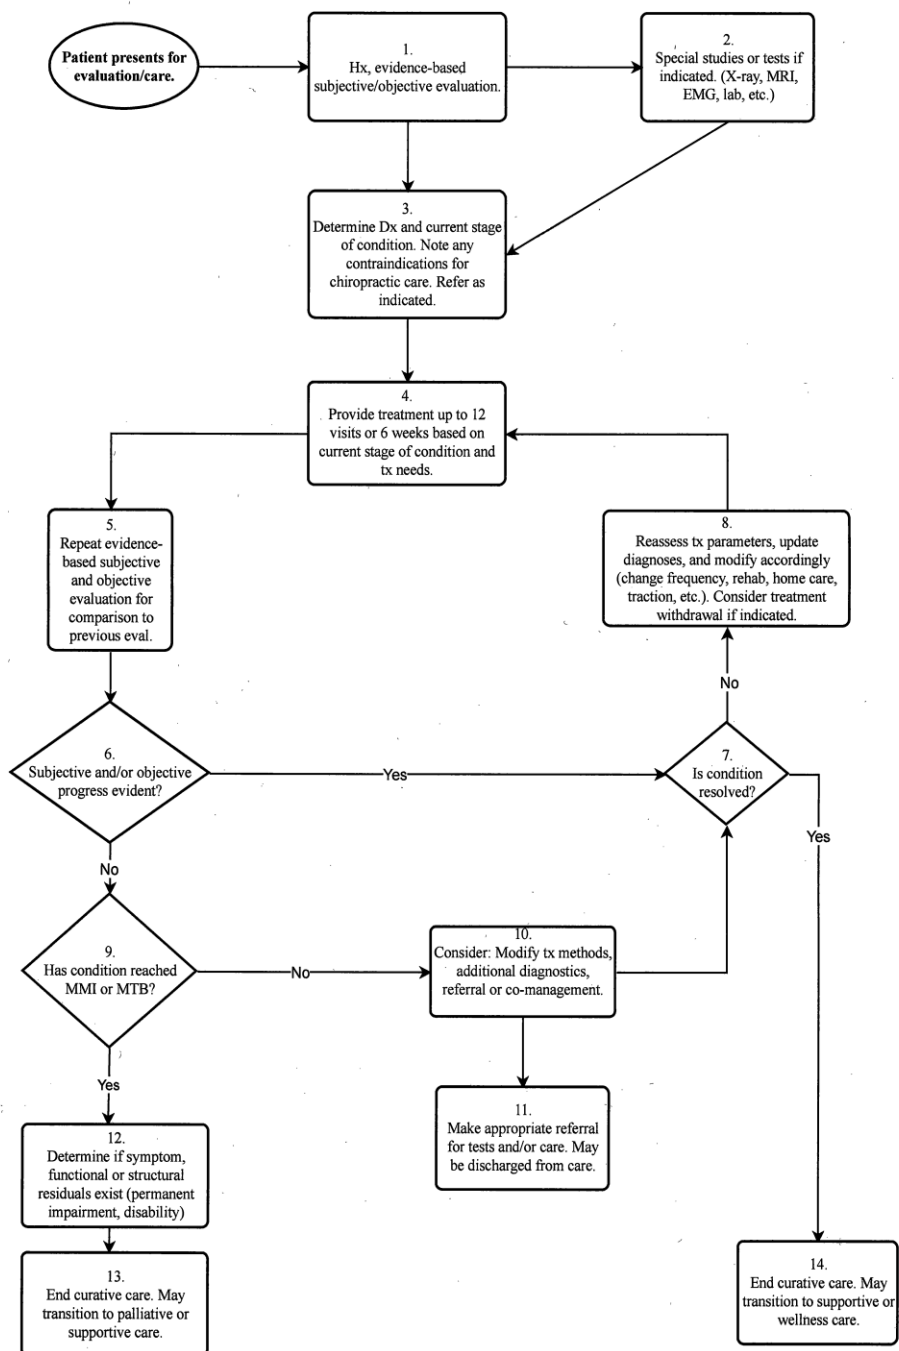 Patient presents for
evaluation/care.
1.
Hx, evidence-based
subjective/objective evaluation.
2.
Special studies or tests if
indicated. (X-ray, MRI,
EMG, lab, etc.)
3.
Determine Dx and current stage
of condition. Note any
contraindications for
chiropractic care. Refer as
indicated.
4.
Provide treatment up to 12
visits or 6 weeks based on
current stage of condition and
tx needs.
5.
Repeat evidence-
based subjective
and objective
evaluation for
comparison to
previous eval.
8.
Reassess tx parameters, update
diagnoses, and modify accordingly
(change frequency, rehab, home care,
traction, etc.). Consider treatment
withdrawal if indicated.
No
6.
Subjective and/or objective
progress evident?
Yes
7.
Is condition
resolved?
Yes
No
9.
Has condition reached
MMI or MTB?
No
10.
Consider: Modify tx methods,
additional diagnostics,
referral or co-management.
Yes
11.
Make appropriate referral
for tests and/or care. May
be discharged from care.
12.
Determine if symptom,
functional or structural
residuals exist (permanent
impairment, disability)
13.
End curative care. May
transition to palliative or
supportive care.
14.
End curative care. May
transition to supportive or
wellness care.